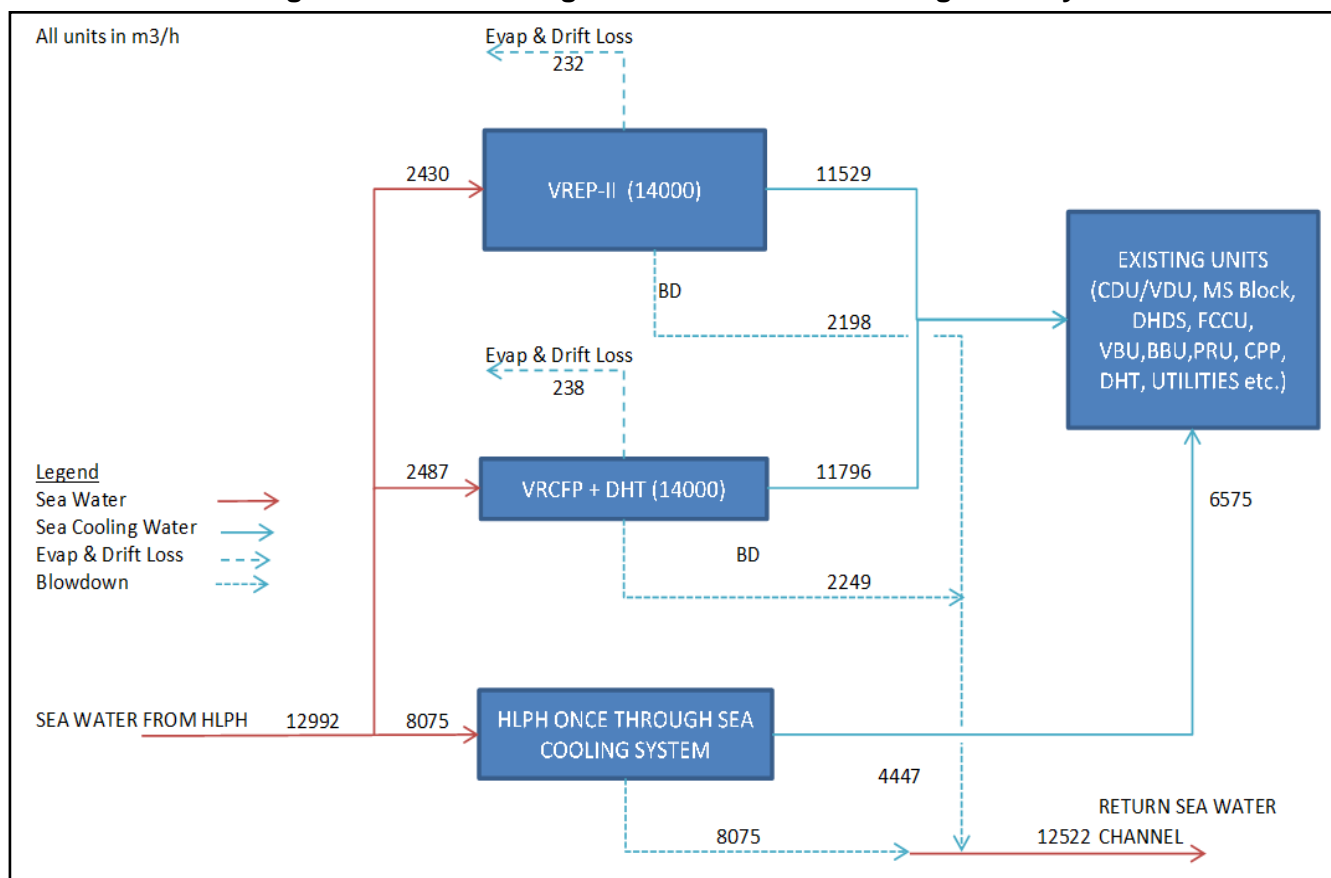 All units in m3/h
Evap & Drift Loss
232
2430
VREP-II (14000)
11529
EXISTING UNITS
(CDU/VDU, MS Block,
DHDS, FCCU,
VBU,BBU,PRU, CPP,
DHT, UTILITIES etc.)
BD
2198
Evap & Drift Loss
238
Legend
Sea Water
Sea Cooling Water
Evap & Drift Loss
Blowdown
2487
VRCFP + DHT (14000)
11796
6575
BD
2249
SEA WATER FROM HLPH
12992
8075
HLPH ONCE THROUGH SEA
COOLING SYSTEM
4447
8075
12522
RETURN SEA WATER
CHANNEL